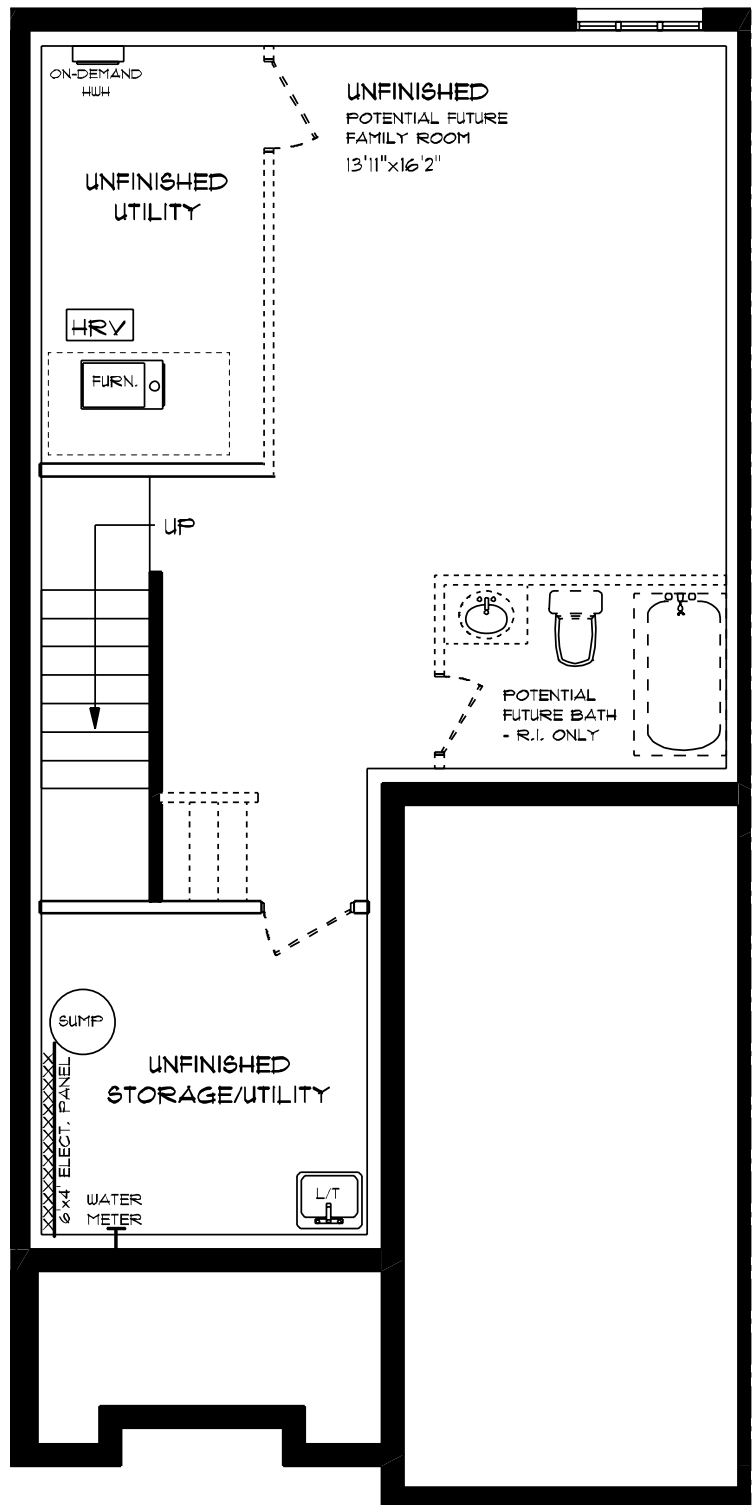 ON-DEMAND
HWH
UNFINISHED
POTENTIAL FUTURE
FAMILY ROOM
13'11"x16'2"
UNFINISHED
UTILITY
HRV
FURN.
UP
POTENTIAL
FUTURE BATH
- R.I. ONLY
SUMP
UNFINISHED
STORAGE/UTILITY
6'x4' ELECT. PANEL
WATER
METER
L/T